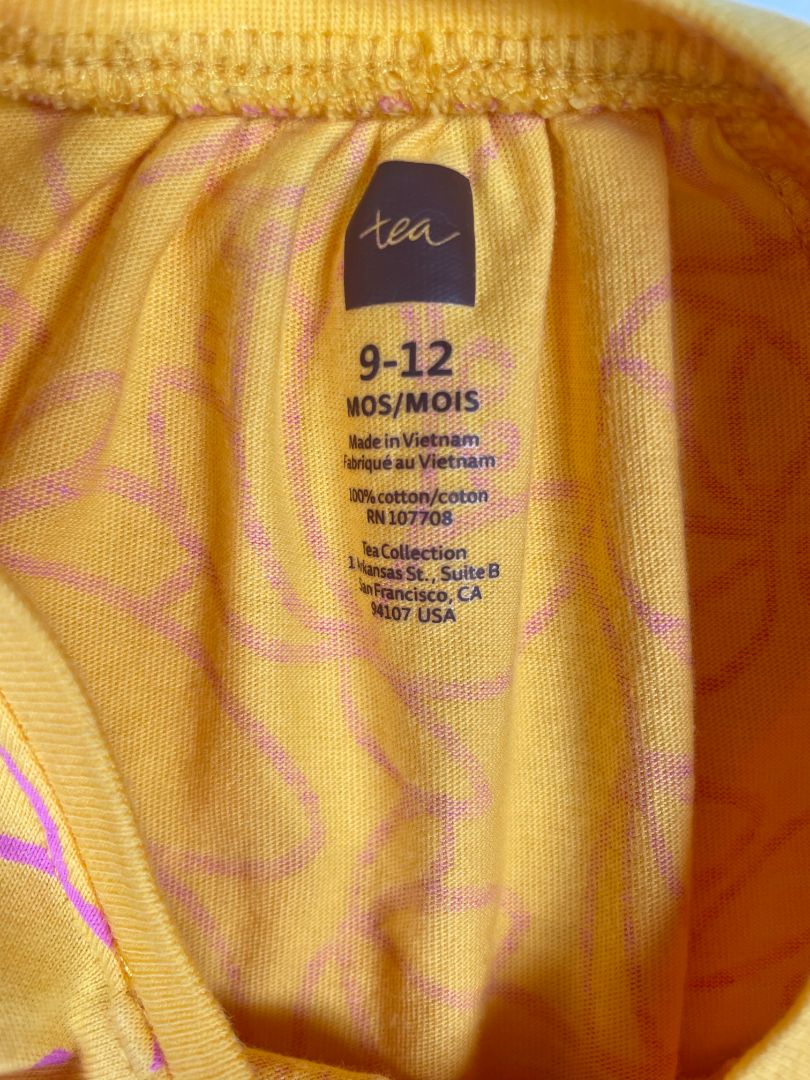 tea
9-12
MOS/MOIS
Made in Vietnam
Fabriqué au Vietnam
100% cotton/coton
RN 107708
Tea Collection
1 Arkansas St., Suite B
San Francisco, CA
94107 USA